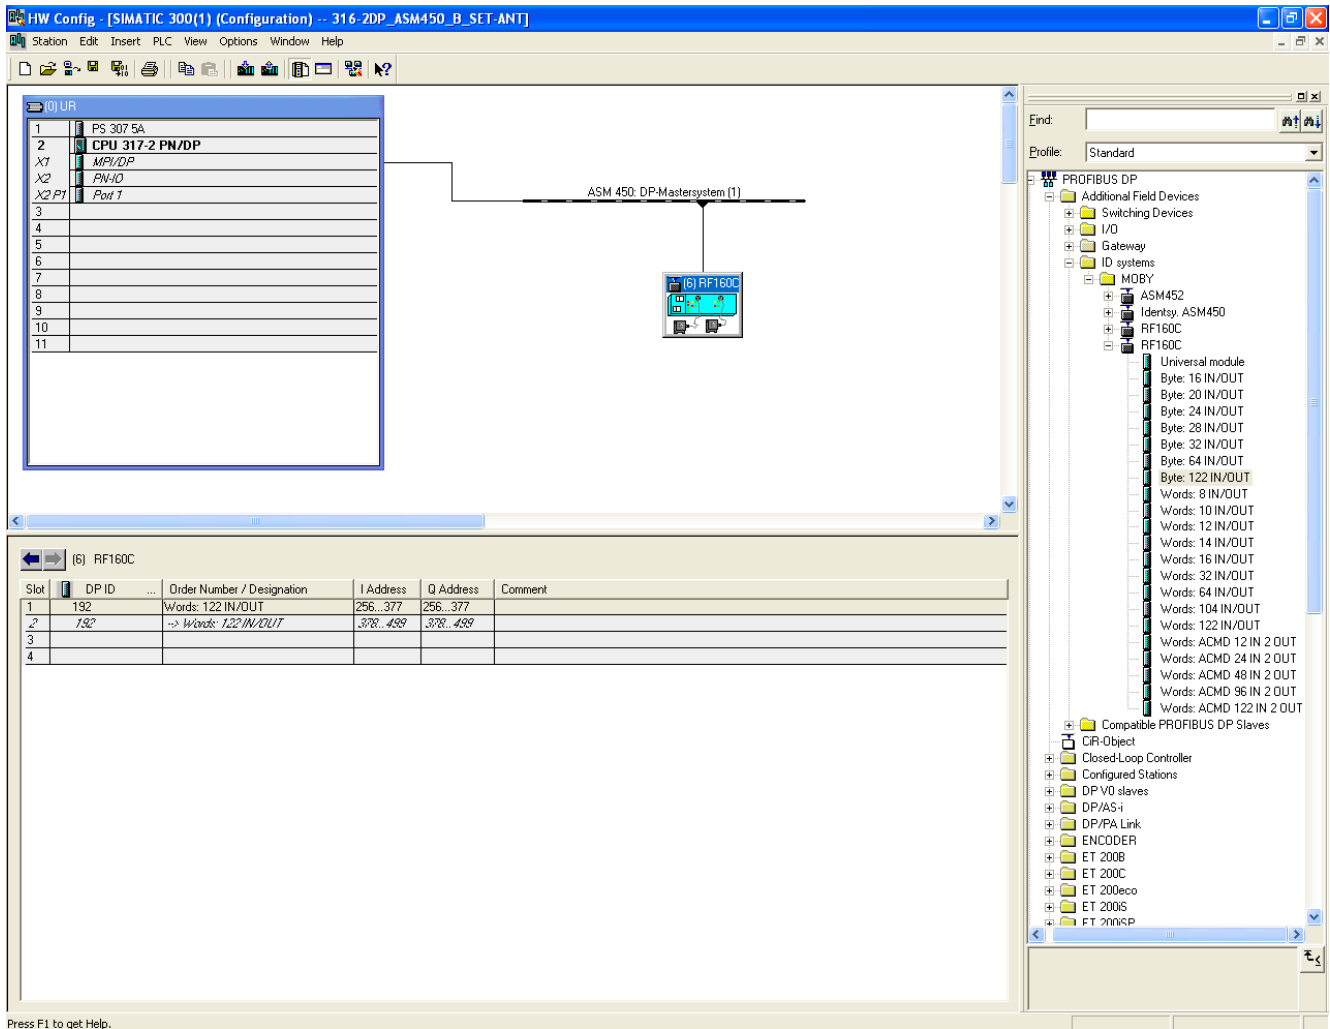 HW Config - [SIMATIC 300(1) (Configuration) -- 316-2DP_ASM450_B_SET-ANT]
Station Edit Insert PLC View Options Window Help
(0) UR
1 PS 307 5A
2 CPU 317-2 PN/DP
X1 MPI/DP
X2 PN-IO
X2 P1 Port 1
3
4
5
6
7
8
9
10
11
ASM 450: DP-Mastersystem (1)
(6) RF160C
Find:
Profile: Standard
PROFIBUS DP
Additional Field Devices
Switching Devices
I/O
Gateway
ID systems
MOBY
ASM452
Identsy. ASM450
RF160C
RF160C
Universal module
Byte: 16 IN/OUT
Byte: 20 IN/OUT
Byte: 24 IN/OUT
Byte: 28 IN/OUT
Byte: 32 IN/OUT
Byte: 64 IN/OUT
Byte: 122 IN/OUT
Words: 8 IN/OUT
Words: 10 IN/OUT
Words: 12 IN/OUT
Words: 14 IN/OUT
Words: 16 IN/OUT
Words: 32 IN/OUT
Words: 64 IN/OUT
Words: 104 IN/OUT
Words: 122 IN/OUT
Words: ACMD 12 IN 2 OUT
Words: ACMD 24 IN 2 OUT
Words: ACMD 48 IN 2 OUT
Words: ACMD 96 IN 2 OUT
Words: ACMD 122 IN 2 OUT
Compatible PROFIBUS DP Slaves
CiR-Object
Closed-Loop Controller
Configured Stations
DP V0 slaves
DP/AS-i
DP/PA Link
ENCODER
ET 200B
ET 200C
ET 200eco
ET 200iS
ET 200iSP
(6) RF160C
Slot DP ID ... Order Number / Designation I Address Q Address Comment
1 192 Words: 122 IN/OUT 256...377 256...377
2 192 --> Words: 122 IN/OUT 378...499 378...499
3
4
Press F1 to get Help.